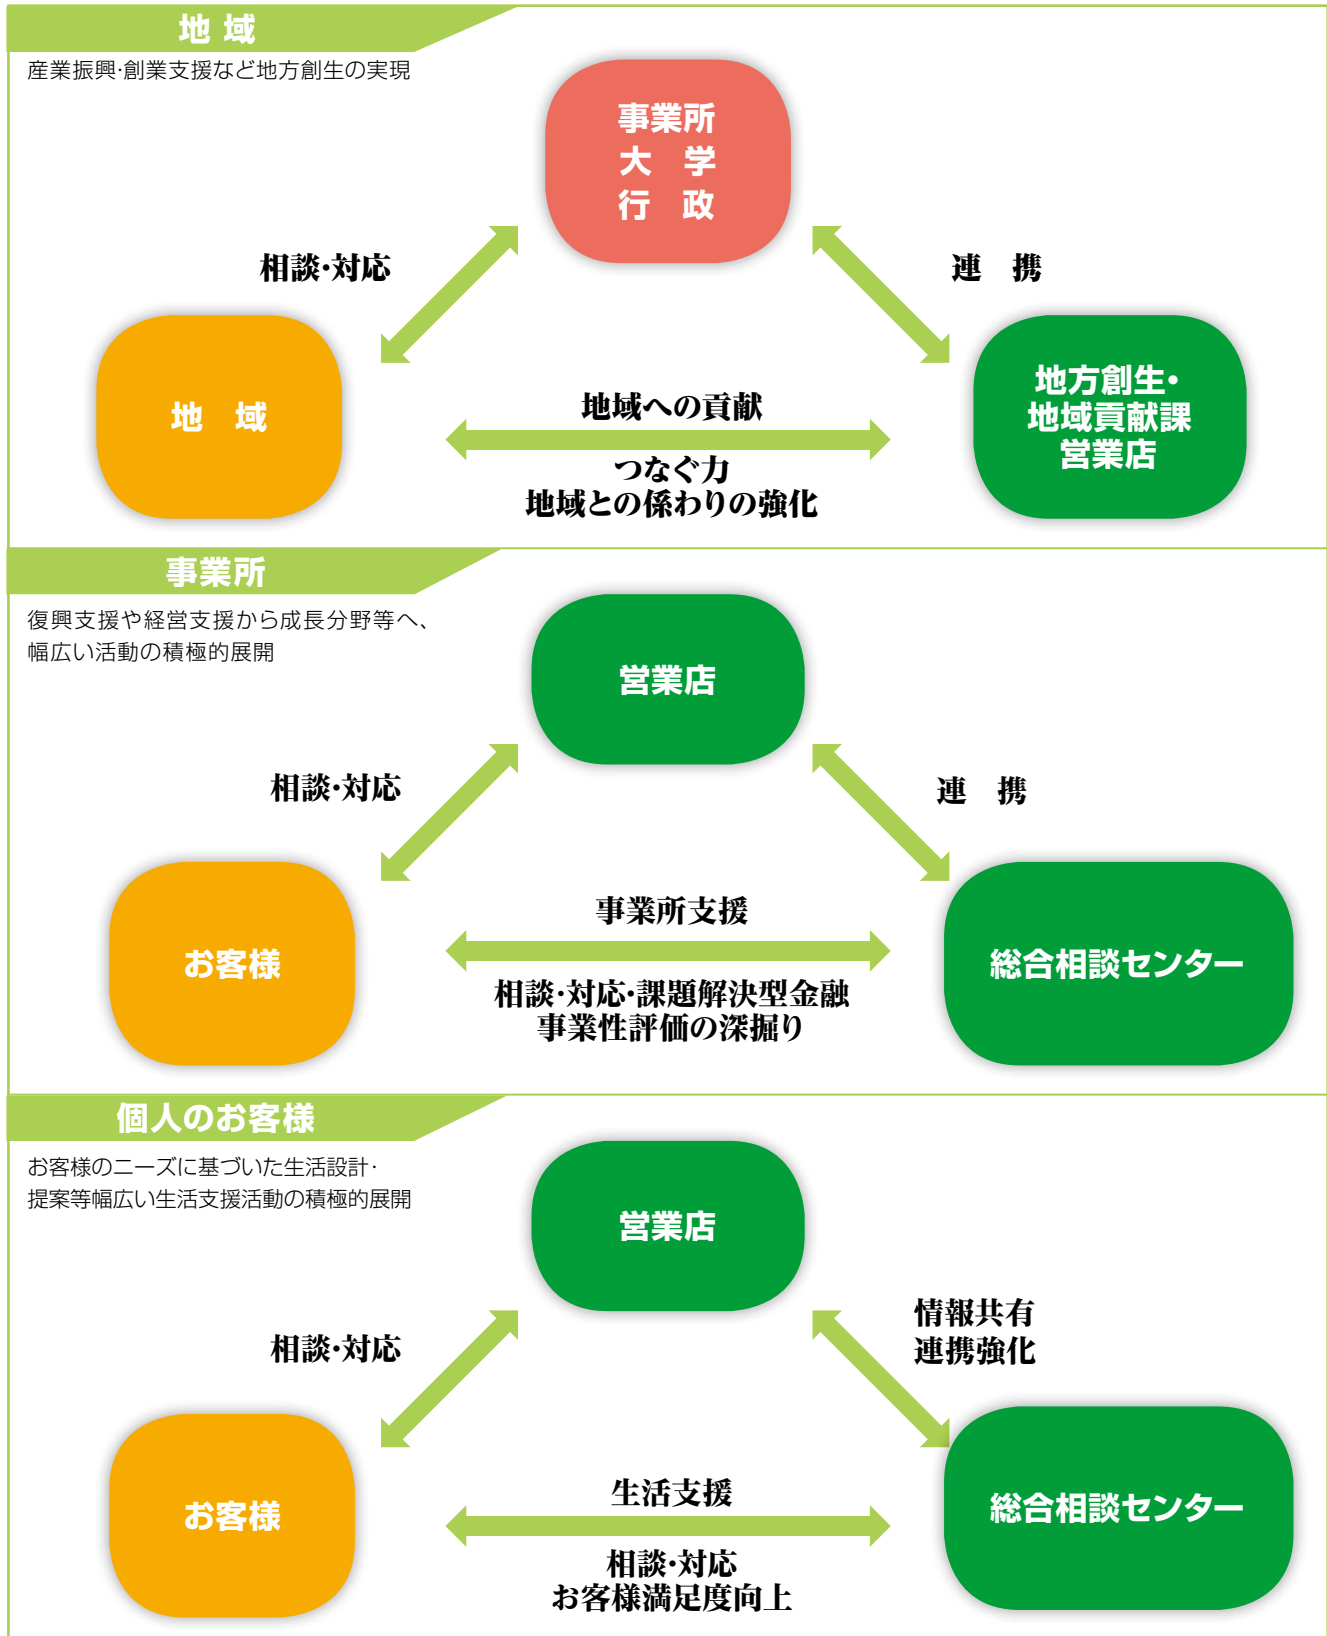 地 域
産業振興・創業支援など地方創生の実現
事業所
大　学
行　政
相談・対応
連　携
地　域
地域への貢献
つなぐ力
地域との係わりの強化
地方創生・
地域貢献課
営業店
事業所
復興支援や経営支援から成長分野等へ、
幅広い活動の積極的展開
営業店
相談・対応
連　携
お客様
事業所支援
相談・対応・課題解決型金融
事業性評価の深掘り
総合相談センター
個人のお客様
お客様のニーズに基づいた生活設計・
提案等幅広い生活支援活動の積極的展開
営業店
相談・対応
情報共有
連携強化
お客様
生活支援
相談・対応
お客様満足度向上
総合相談センター